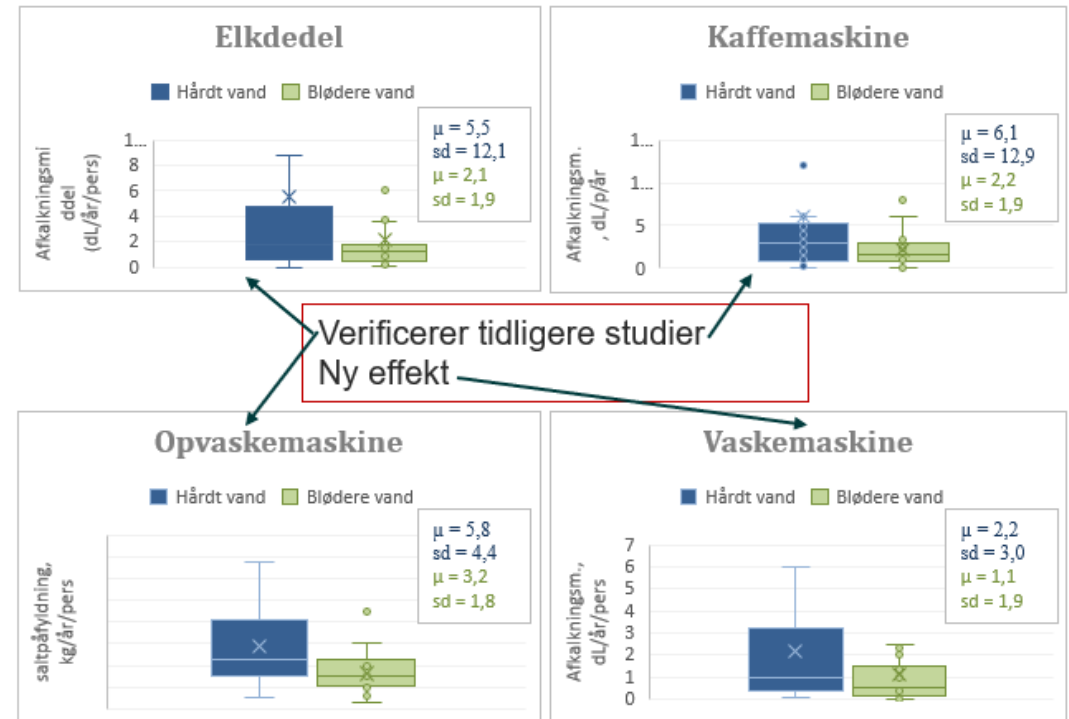 Elkdedel
Hårdt vand Blødere vand
µ = 5,5
sd = 12,1
µ = 2,1
sd = 1,9
Afkalkningsmi
ddel
(dL/år/pers)
1...
8
6
4
2
0
Kaffemaskine
Hårdt vand Blødere vand
µ = 6,1
sd = 12,9
µ = 2,2
sd = 1,9
Afkalkningsm.
, dL/p/år
1...
1...
5
0
Verificerer tidligere studier
Ny effekt
Opvaskemaskine
Hårdt vand Blødere vand
µ = 5,8
sd = 4,4
µ = 3,2
sd = 1,8
saltpåfyldning,
kg/år/pers
Vaskemaskine
Hårdt vand Blødere vand
µ = 2,2
sd = 3,0
µ = 1,1
sd = 1,9
Afkalkningsm.,
dL/år/pers
7
6
5
4
3
2
1
0